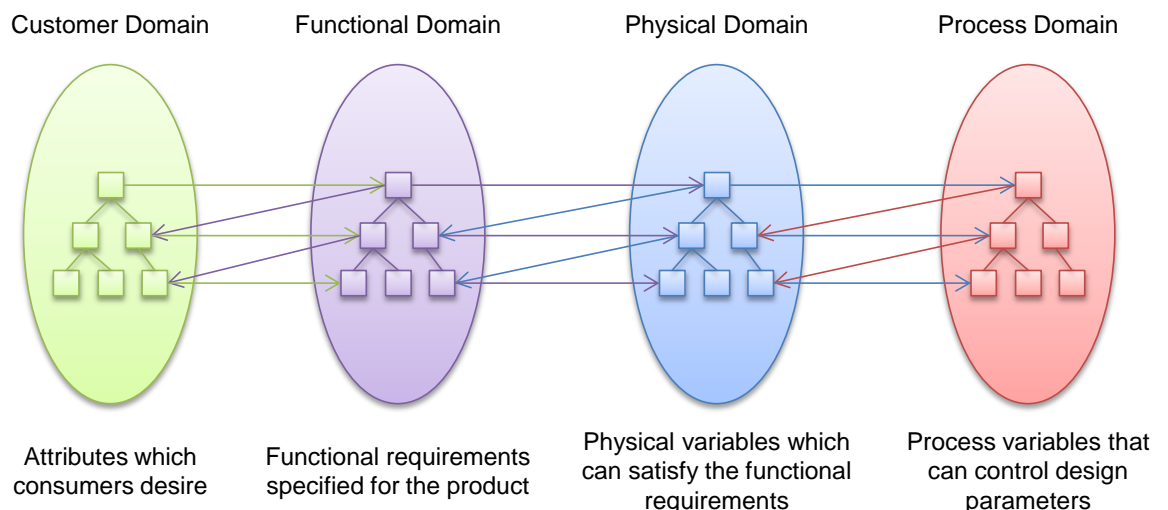 Customer Domain
Functional Domain
Physical Domain
Process Domain
Attributes which
consumers desire
Functional requirements
specified for the product
Physical variables which
can satisfy the functional
requirements
Process variables that
can control design
parameters